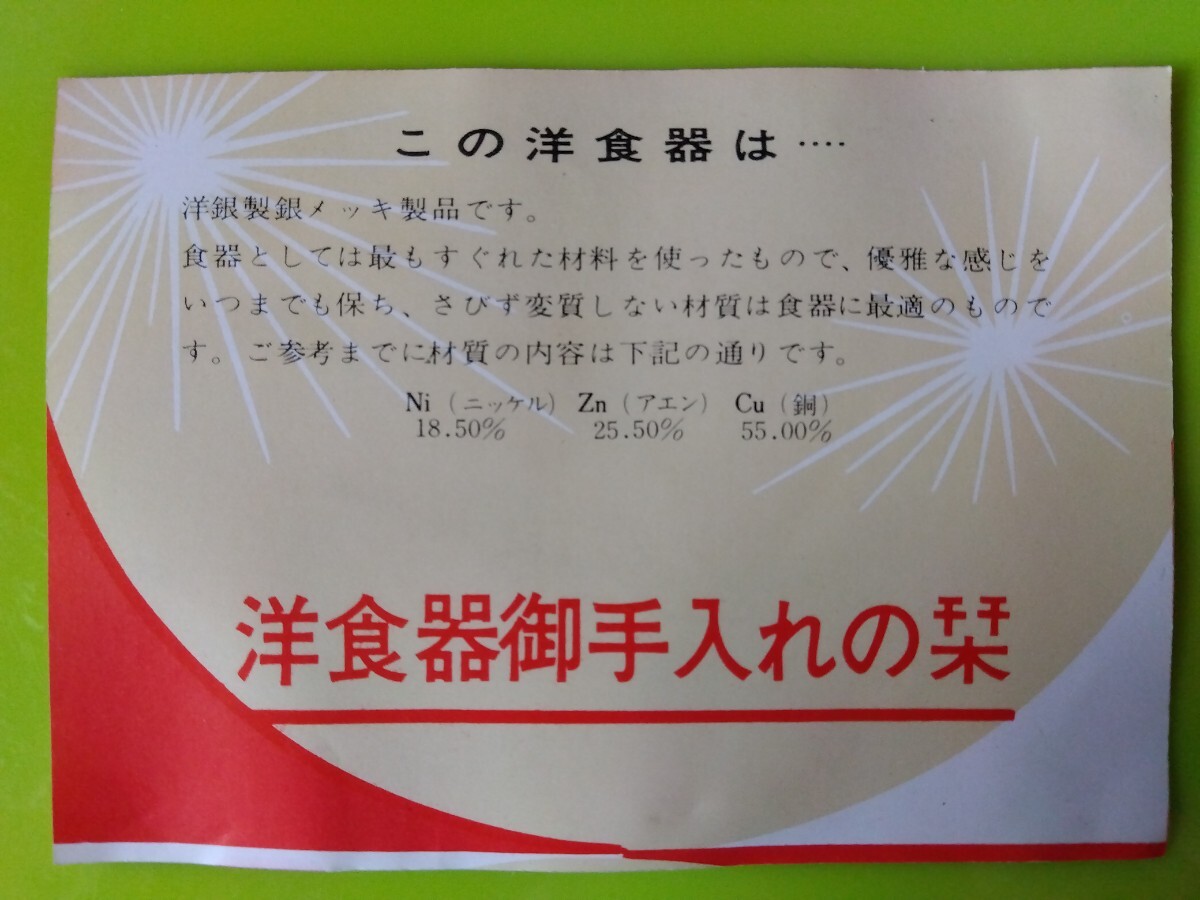 この洋食器は‥‥
洋銀製銀メッキ製品です。
食器としては最もすぐれた材料を使ったもので、優雅な感じを
いつまでも保ち、さびず変質しない材質は食器に最適のもので
す。ご参考までに材質の内容は下記の通りです。
Ni（ニッケル） Zn（アエン） Cu（銅）
18.50% 25.50% 55.00%
洋食器御手入れの栞